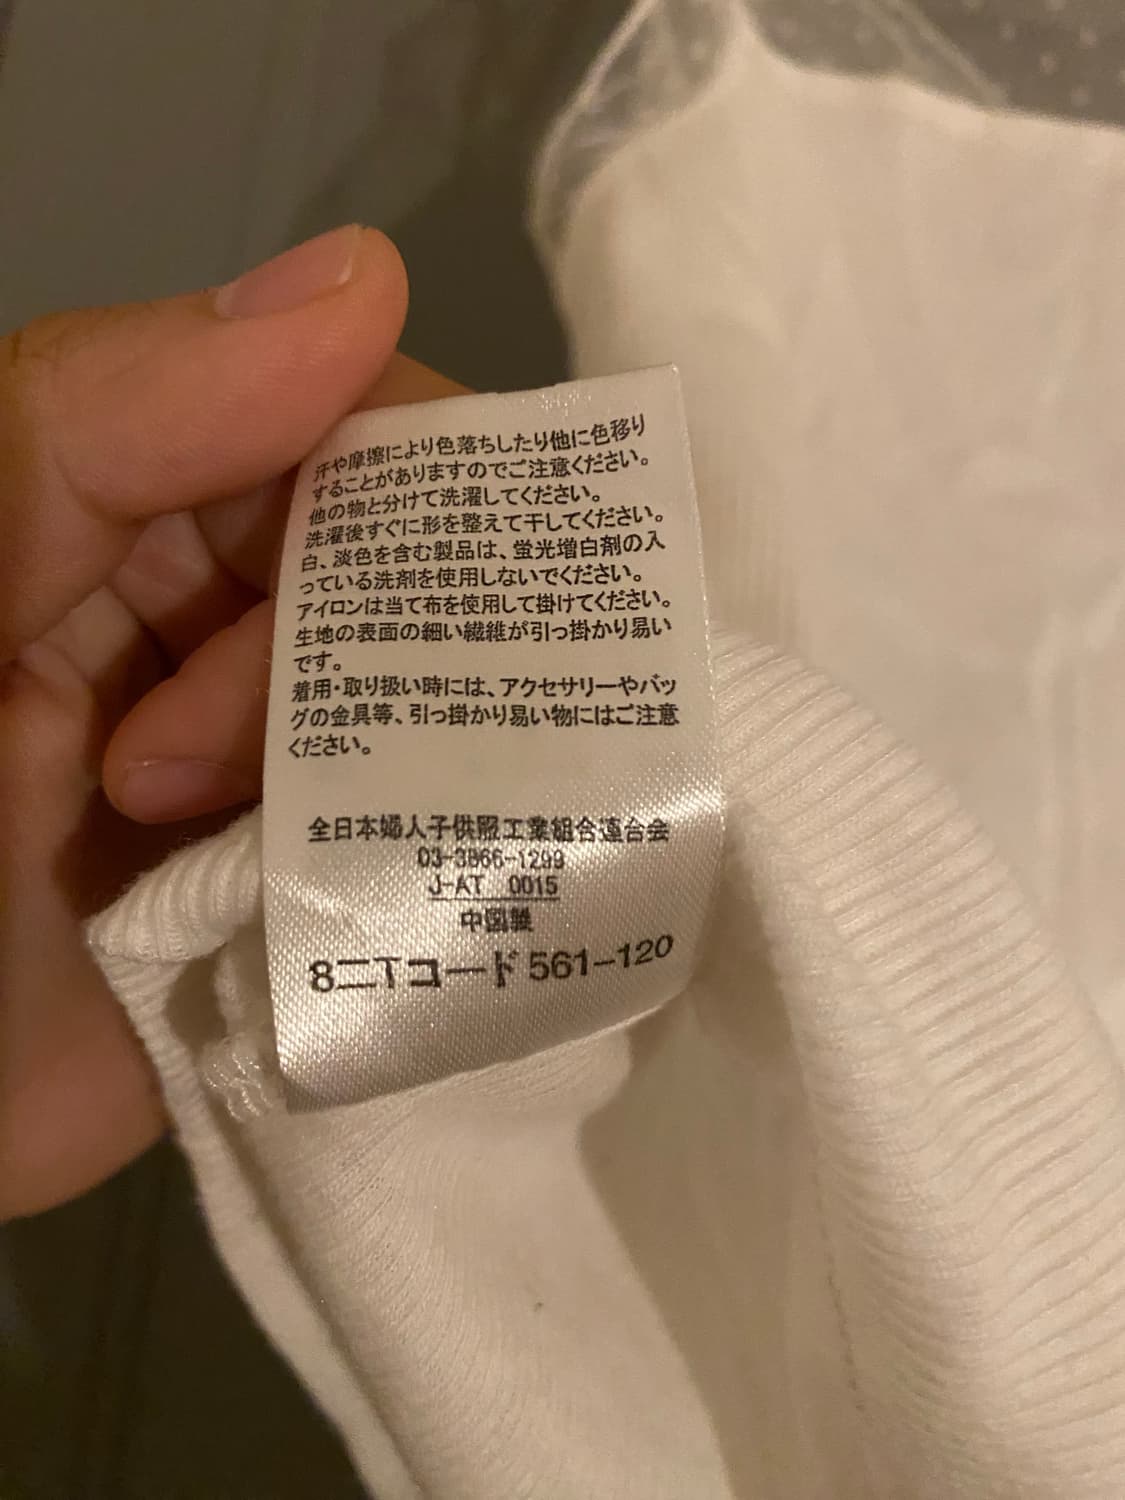 汗や摩擦により色落ちしたり他に色移り
することがありますのでご注意ください。
他の物と分けて洗濯してください。
洗濯後すぐに形を整えて干してください。
白、淡色を含む製品は、蛍光増白剤の入
っている洗剤を使用しないでください。
アイロンは当て布を使用して掛けてください。
生地の表面の細い繊維が引っ掛かり易い
です。
着用・取り扱い時には、アクセサリーやバッ
グの金具等、引っ掛かり易い物にはご注意
ください。
全日本婦人子供服工業組合連合会
03-3866-1299
J-AT 0015
中国製
8ニTコード561-120